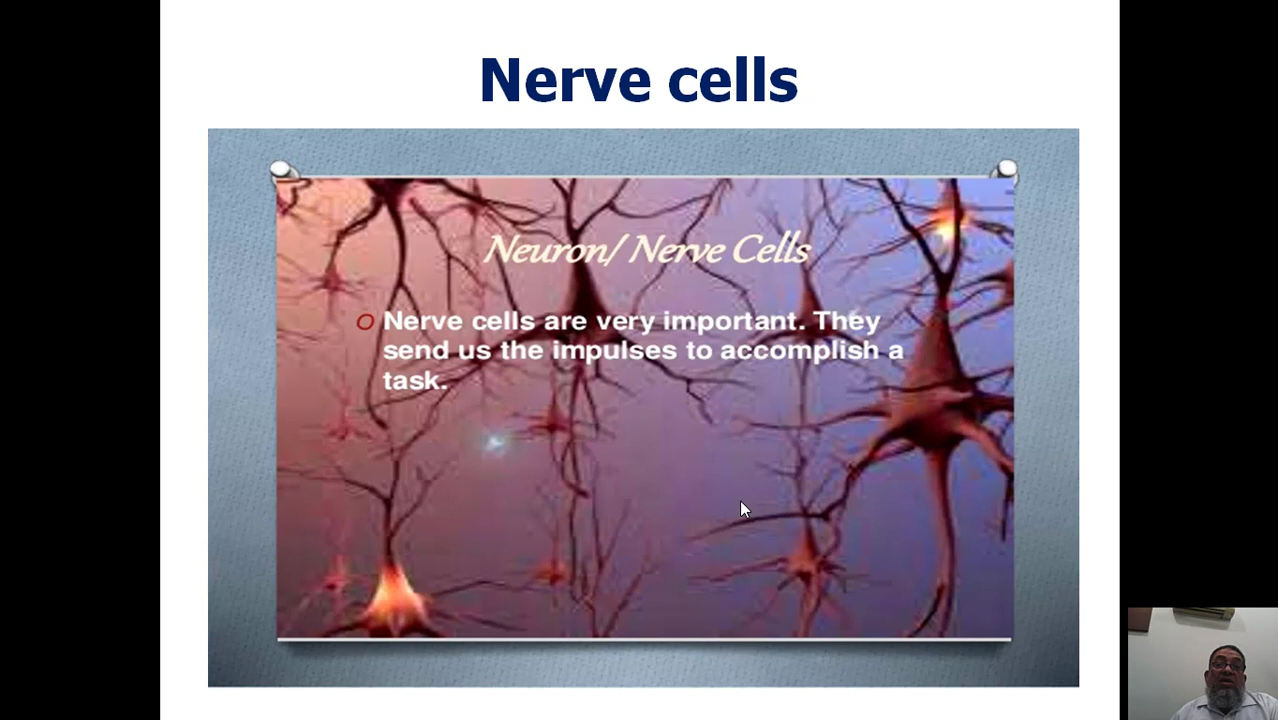 Nerve cells
Neuron/ Nerve Cells
O Nerve cells are very important. They
send us the impulses to accomplish a
task.